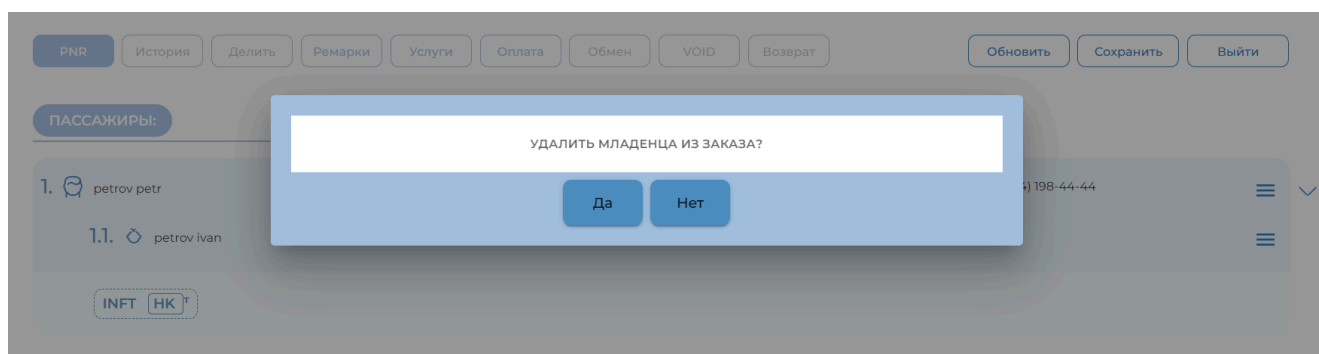 PNR История Делить Ремарки Услуги Оплата Обмен VOID Возврат Обновить Сохранить Выйти
ПАССАЖИРЫ:
УДАЛИТЬ МЛАДЕНЦА ИЗ ЗАКАЗА?
1. petrov petr 4) 198-44-44
Да Нет
1.1. petrov ivan
INFT HK T